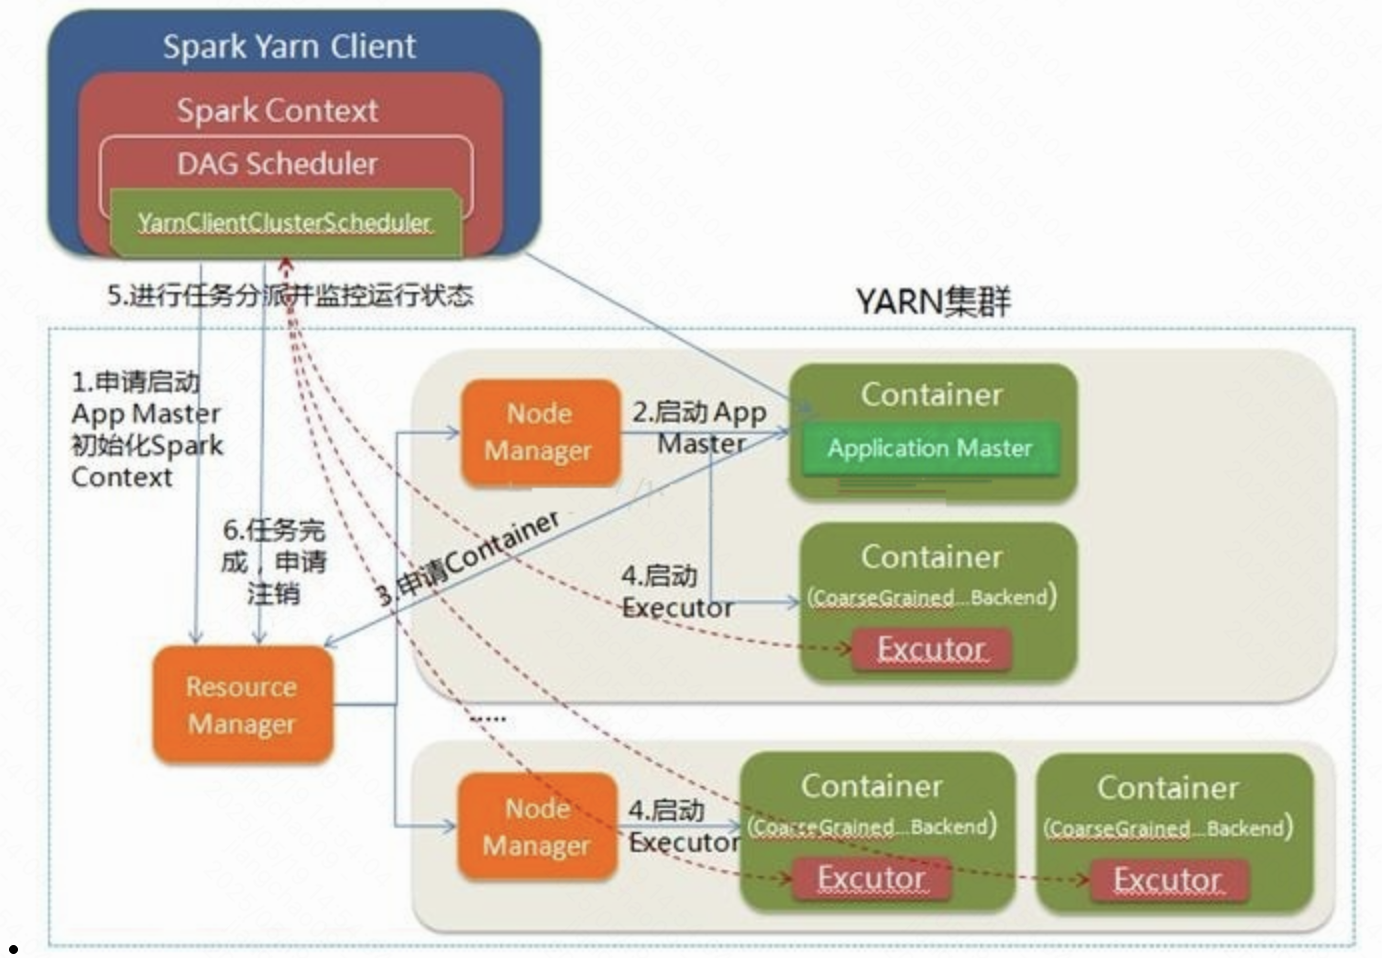 Spark Yarn Client
Spark Context
DAG Scheduler
YarnClientClusterScheduler
5.进行任务分派并监控运行状态
YARN集群
1.申请启动
App Master
初始化Spark
Context
6.任务完
成，申请
注销
Node
Manager
2.启动 App
Master
Container
Application Master
3.申请Container
4.启动
Executor
Container
(CoarseGrained...Backend)
Excutor
Resource
Manager
.....
Node
Manager
4.启动
Executor
Container
(CoarseGrained...Backend)
Excutor
Container
(CoarseGrained...Backend)
Excutor